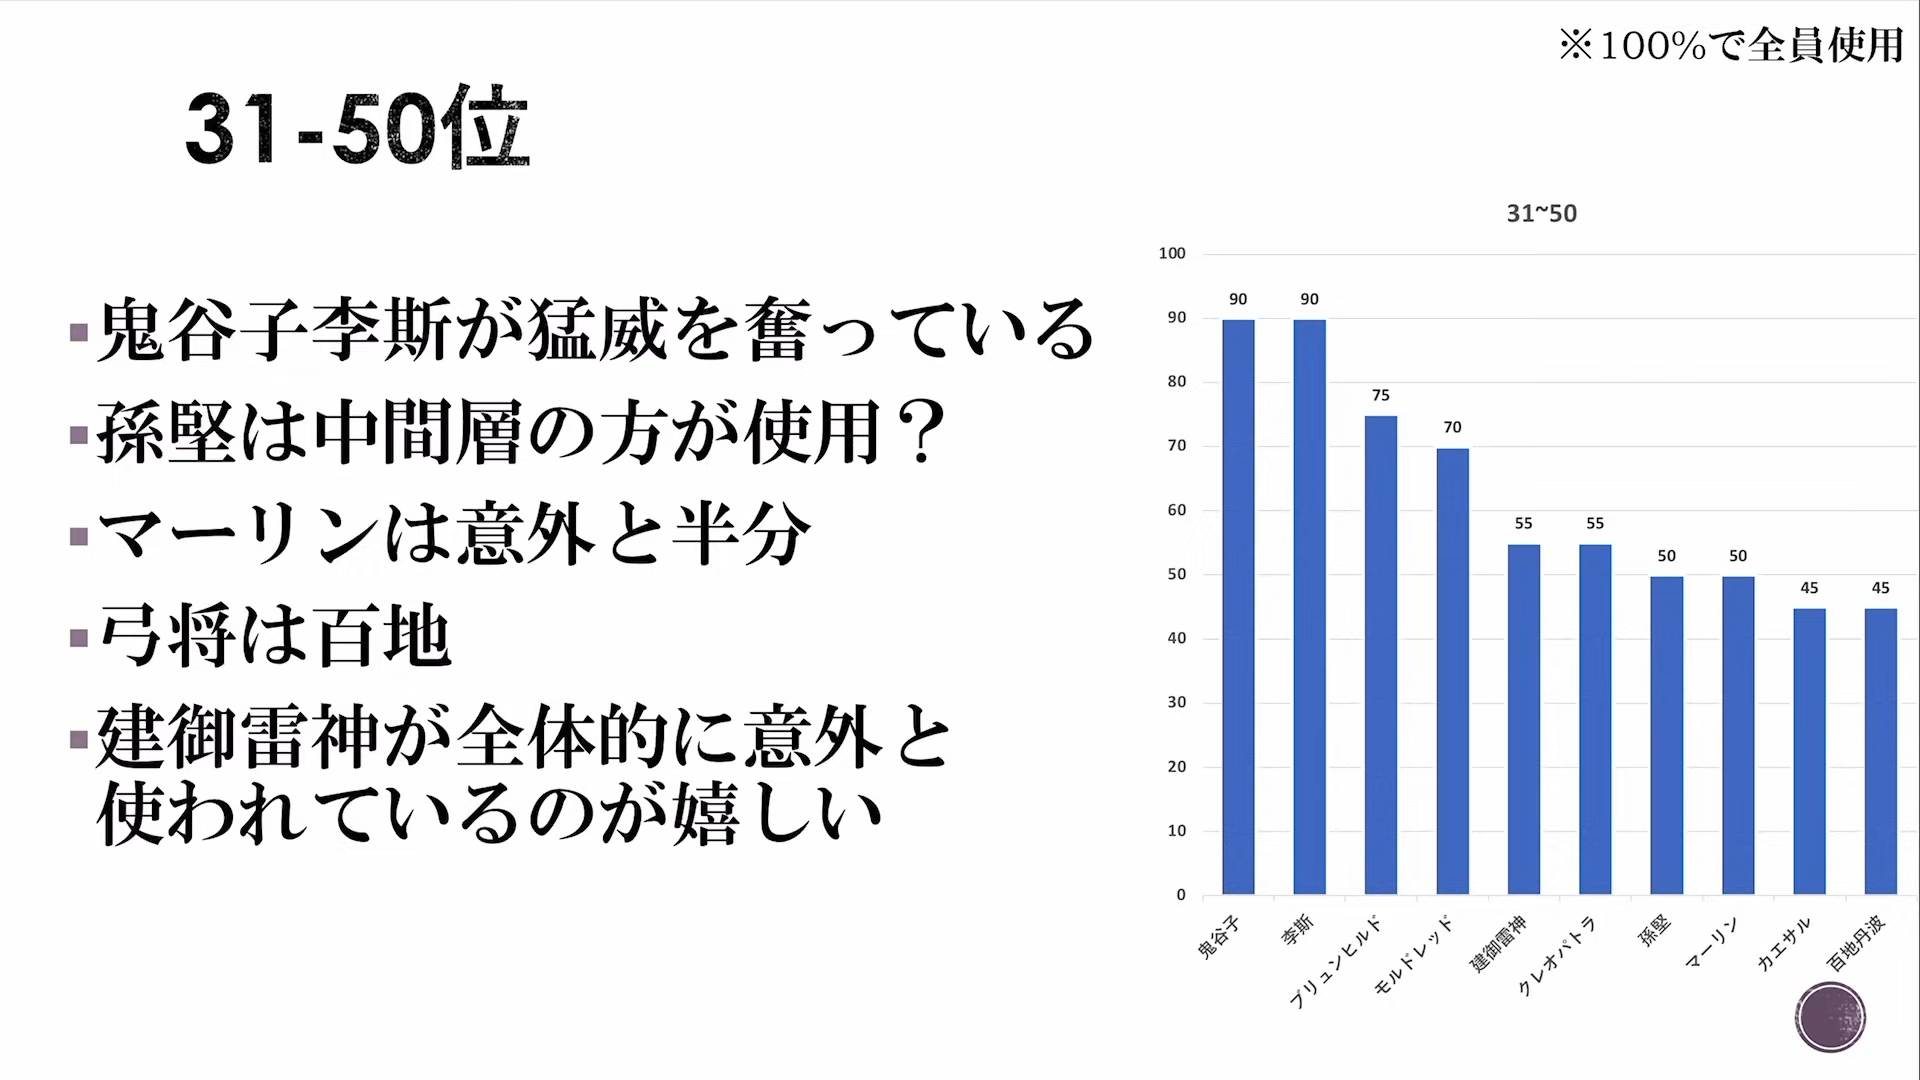 ※100%で全員使用
31-50位
▪鬼谷子李斯が猛威を奮っている
▪孫堅は中間層の方が使用？
▪マーリンは意外と半分
▪弓将は百地
▪建御雷神が全体的に意外と
使われているのが嬉しい
31~50
100
90
80
70
60
50
40
30
20
10
0
90
90
75
70
55
55
50
50
45
45
鬼谷子
李斯
ブリュンヒルド
モルドレッド
建御雷神
クレオパトラ
孫堅
マーリン
カエサル
百地丹波